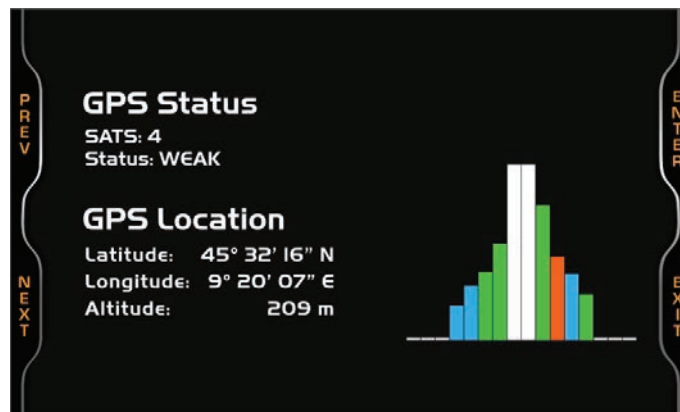 PREV
ENTER
GPS Status
SATS: 4
Status: WEAK
GPS Location
Latitude: 45° 32' 16" N
Longitude: 9° 20' 07" E
Altitude: 209 m
NEXT
EXIT